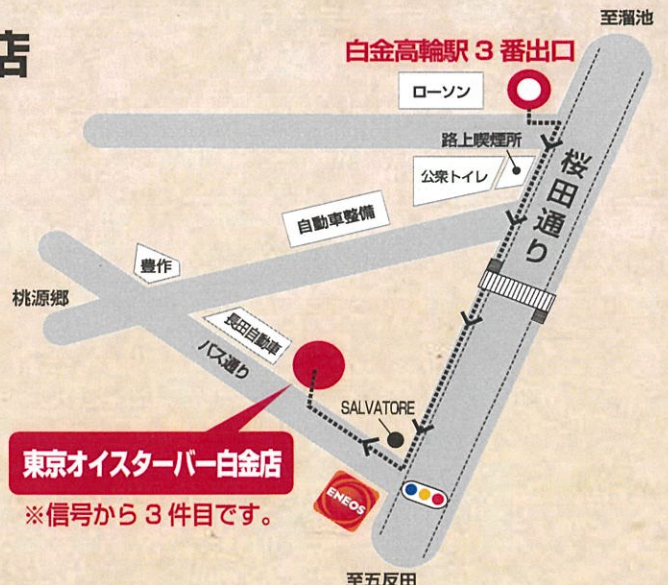 店
至溜池
白金高輪駅3番出口
ローソン
路上喫煙所
公衆トイレ
桜田通り
自動車整備
豊作
桃源郷
長田自動車
バス通り
SALVATORE
東京オイスターバー白金店
※信号から3件目です。
ENEOS
至五反田